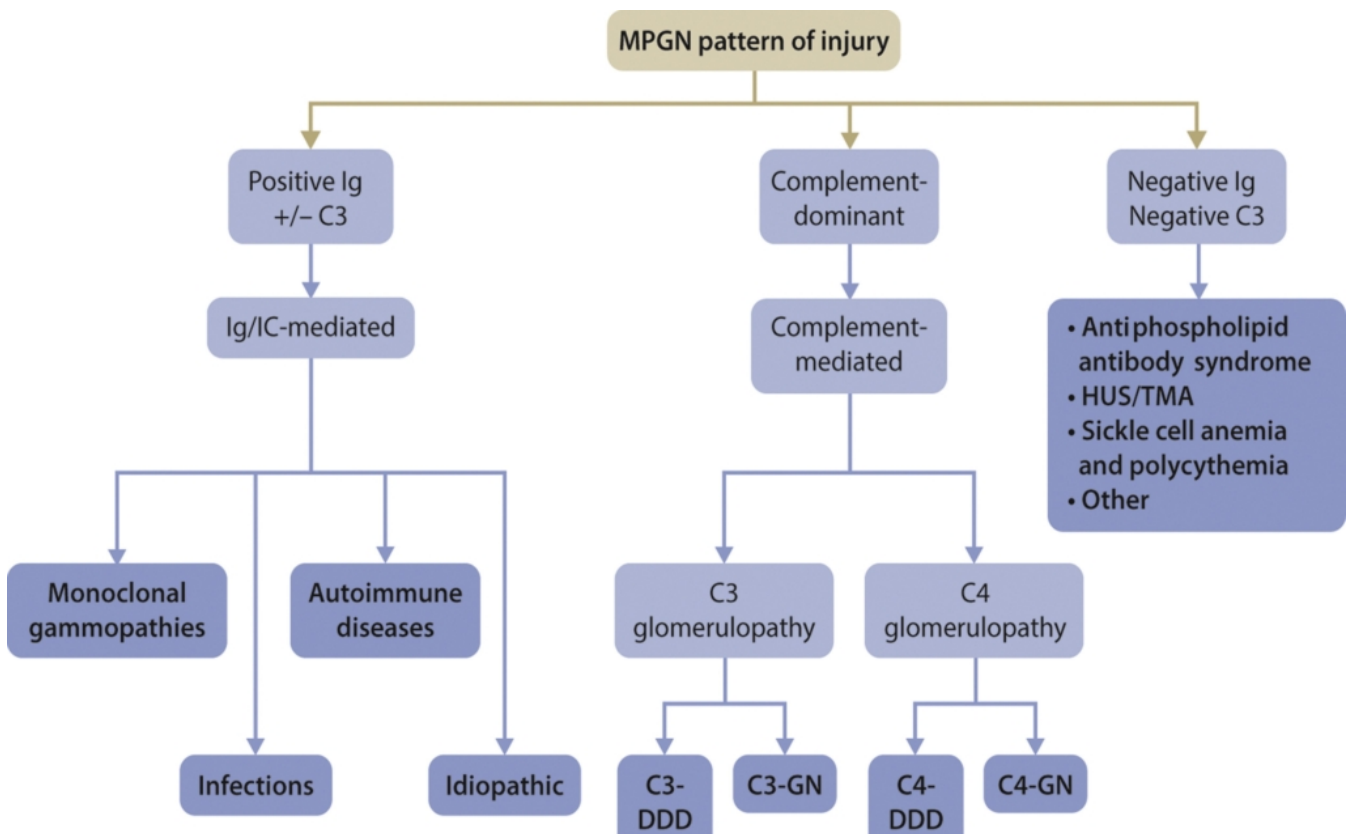 MPGN pattern of injury
Positive Ig
+/– C3
Complement-
dominant
Negative Ig
Negative C3
Ig/IC-mediated
Complement-
mediated
• Antiphospholipid
antibody syndrome
• HUS/TMA
• Sickle cell anemia
and polycythemia
• Other
Monoclonal
gammopathies
Autoimmune
diseases
C3
glomerulopathy
C4
glomerulopathy
Infections
Idiopathic
C3-
DDD
C3-GN
C4-
DDD
C4-GN